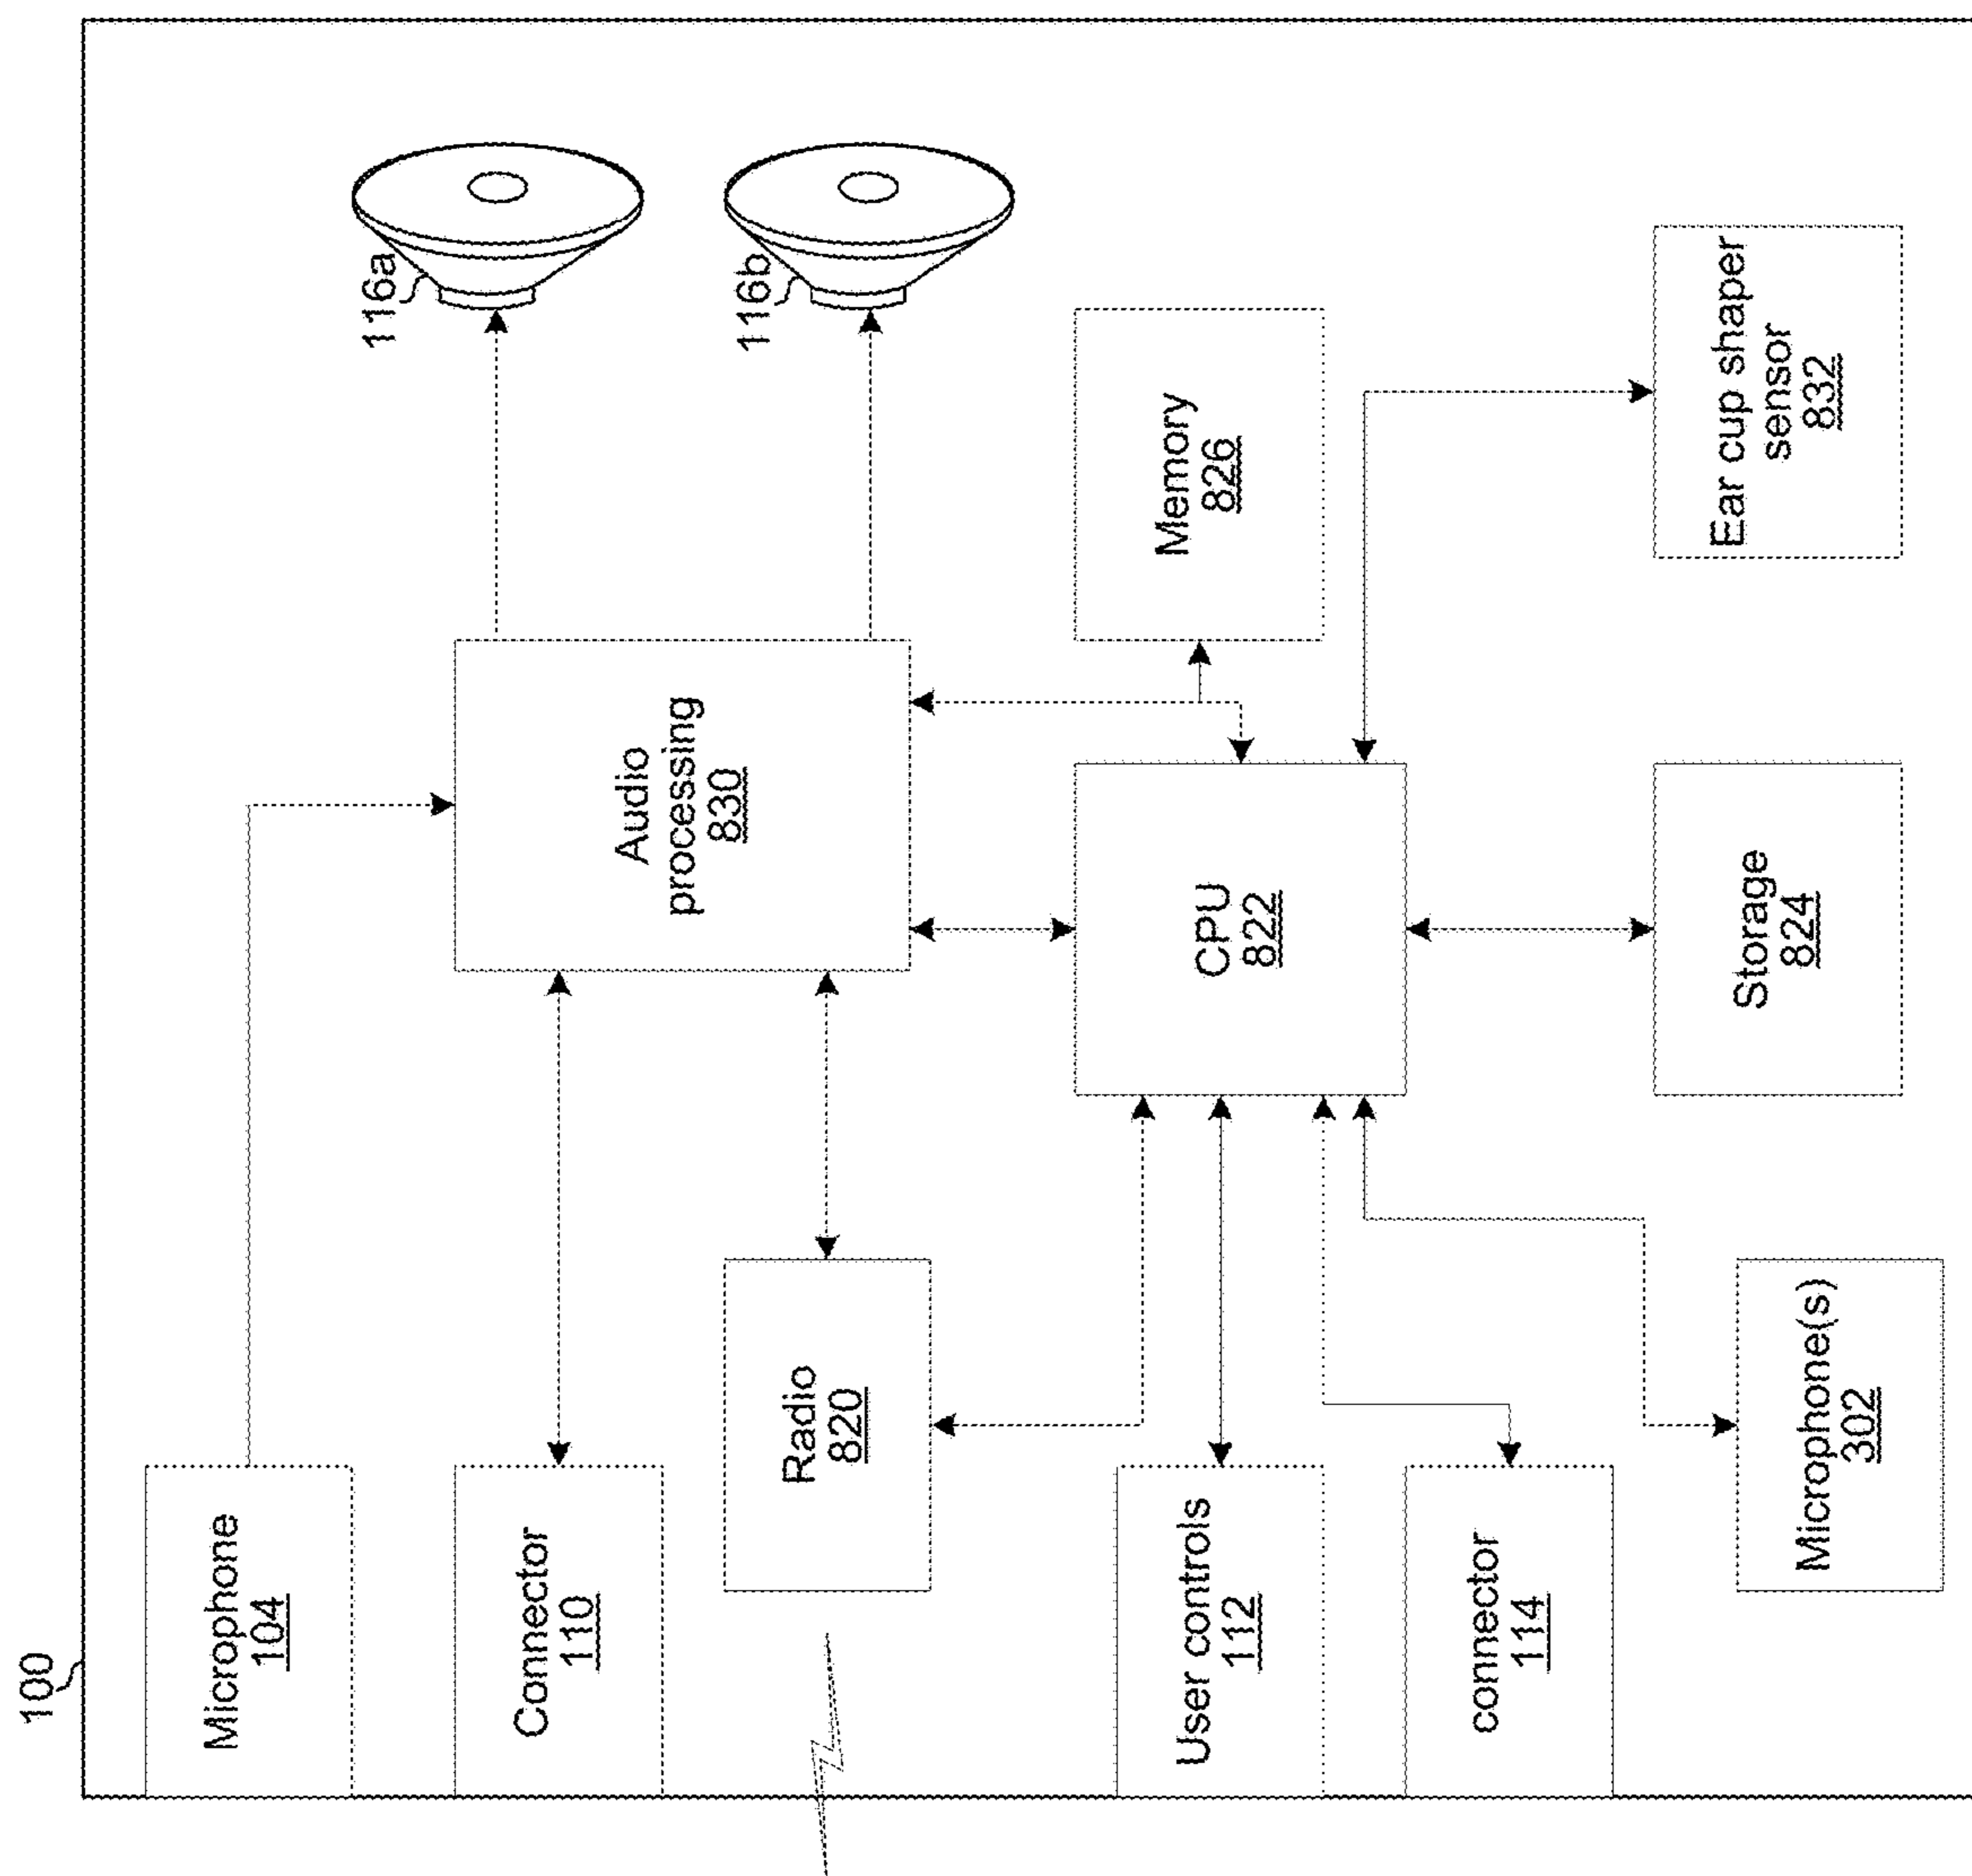 100
Microphone
104
Connector
110
Radio
820
User controls
112
connector
114
Microphone(s)
302
Audio
processing
830
CPU
822
Storage
824
Memory
826
Ear cup shaper
sensor
832
116a
116b